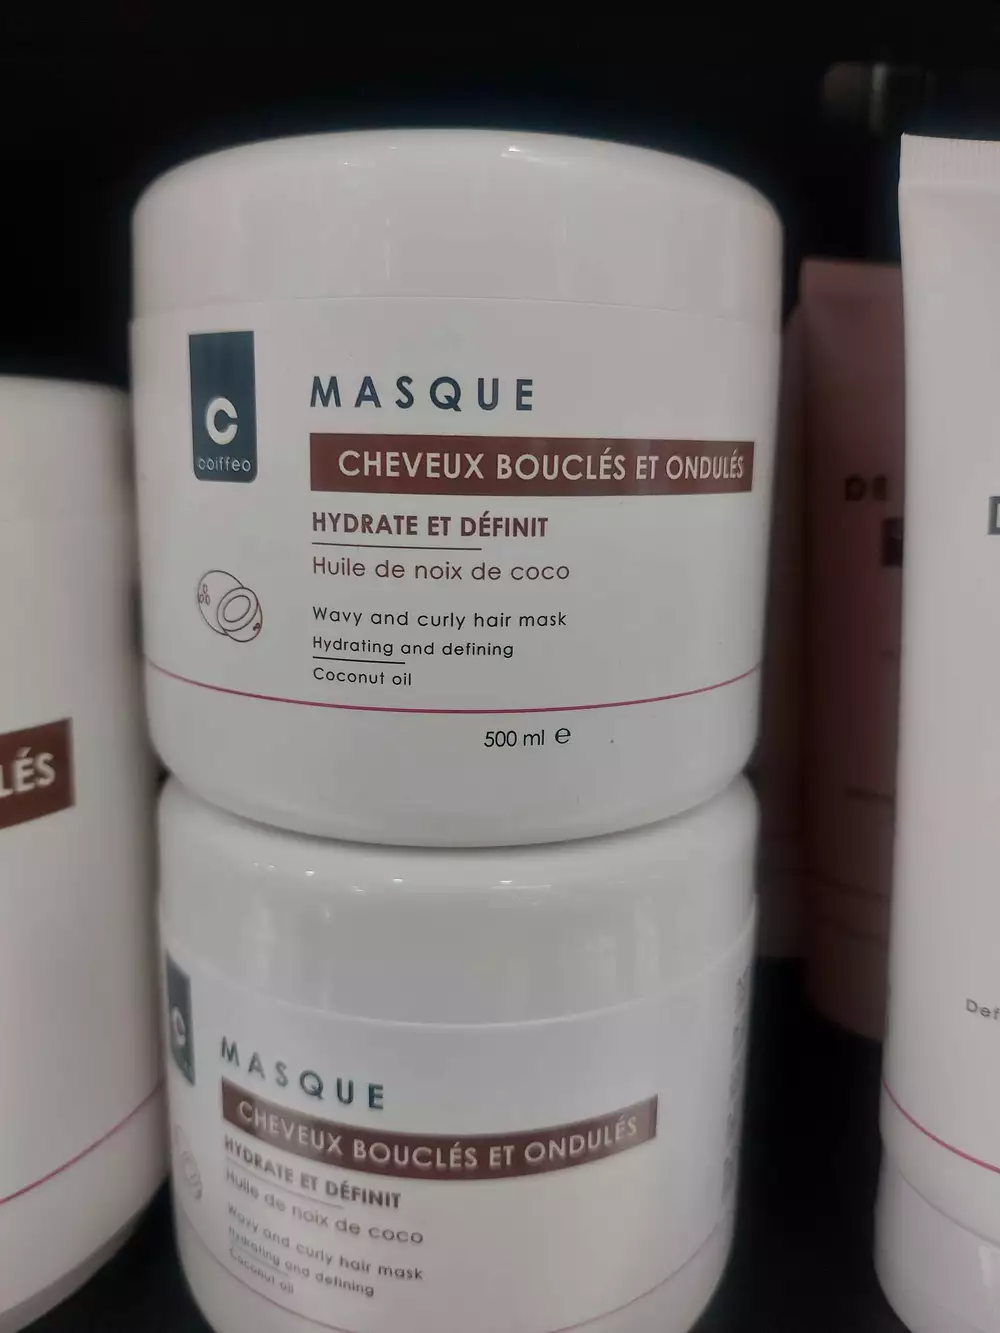 c
coiffeo
MASQUE
CHEVEUX BOUCLÉS ET ONDULÉS
HYDRATE ET DÉFINIT
Huile de noix de coco
Wavy and curly hair mask
Hydrating and defining
Coconut oil
500 ml e
LÉS
c
MASQUE
CHEVEUX BOUCLÉS ET ONDULÉS
HYDRATE ET DÉFINIT
Huile de noix de coco
Wavy and curly hair mask
Hydrating and defining
Coconut oil
DE
Def